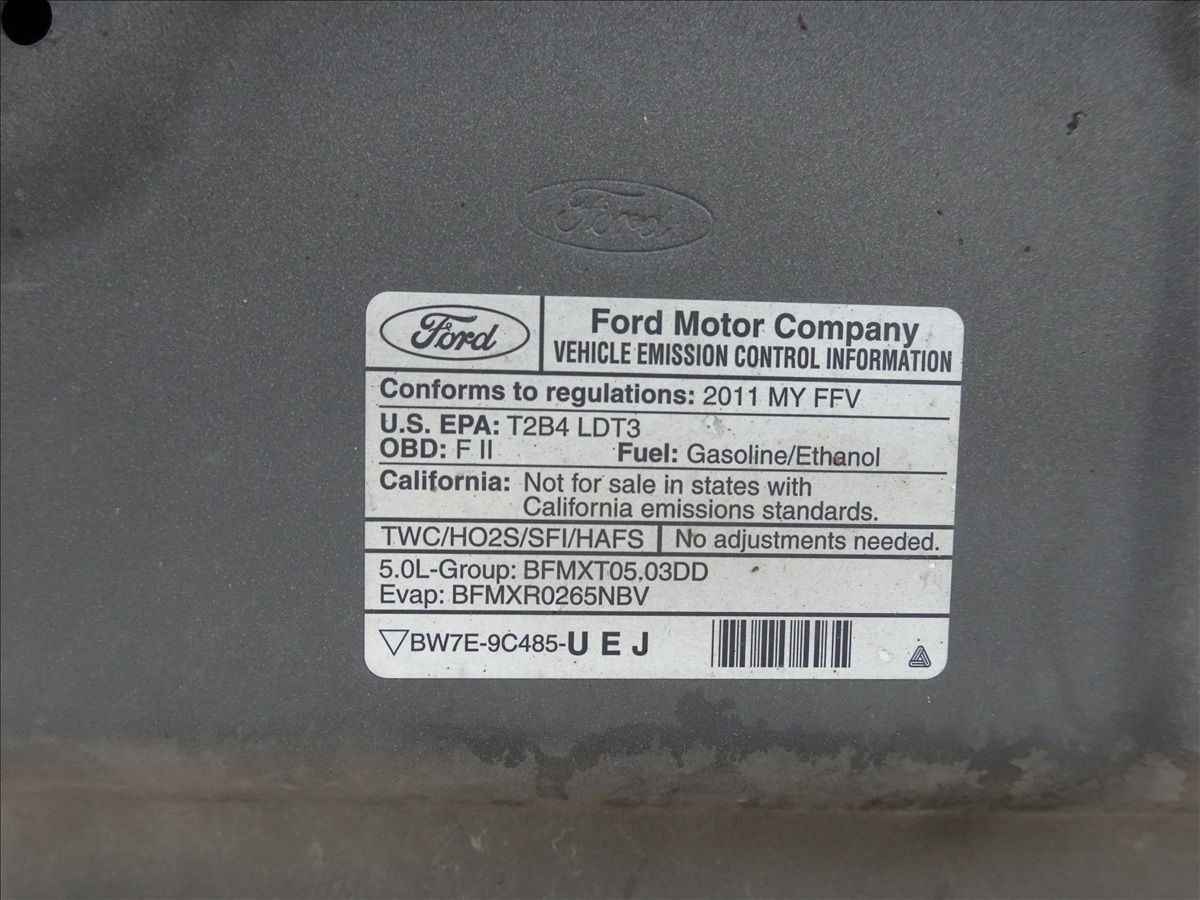 Ford
Ford
Ford Motor Company
VEHICLE EMISSION CONTROL INFORMATION
Conforms to regulations: 2011 MY FFV
U.S. EPA: T2B4 LDT3
OBD: F II Fuel: Gasoline/Ethanol
California: Not for sale in states with
California emissions standards.
TWC/HO2S/SFI/HAFS No adjustments needed.
5.0L-Group: BFMXT05.03DD
Evap: BFMXR0265NBV
BW7E-9C485-U E J